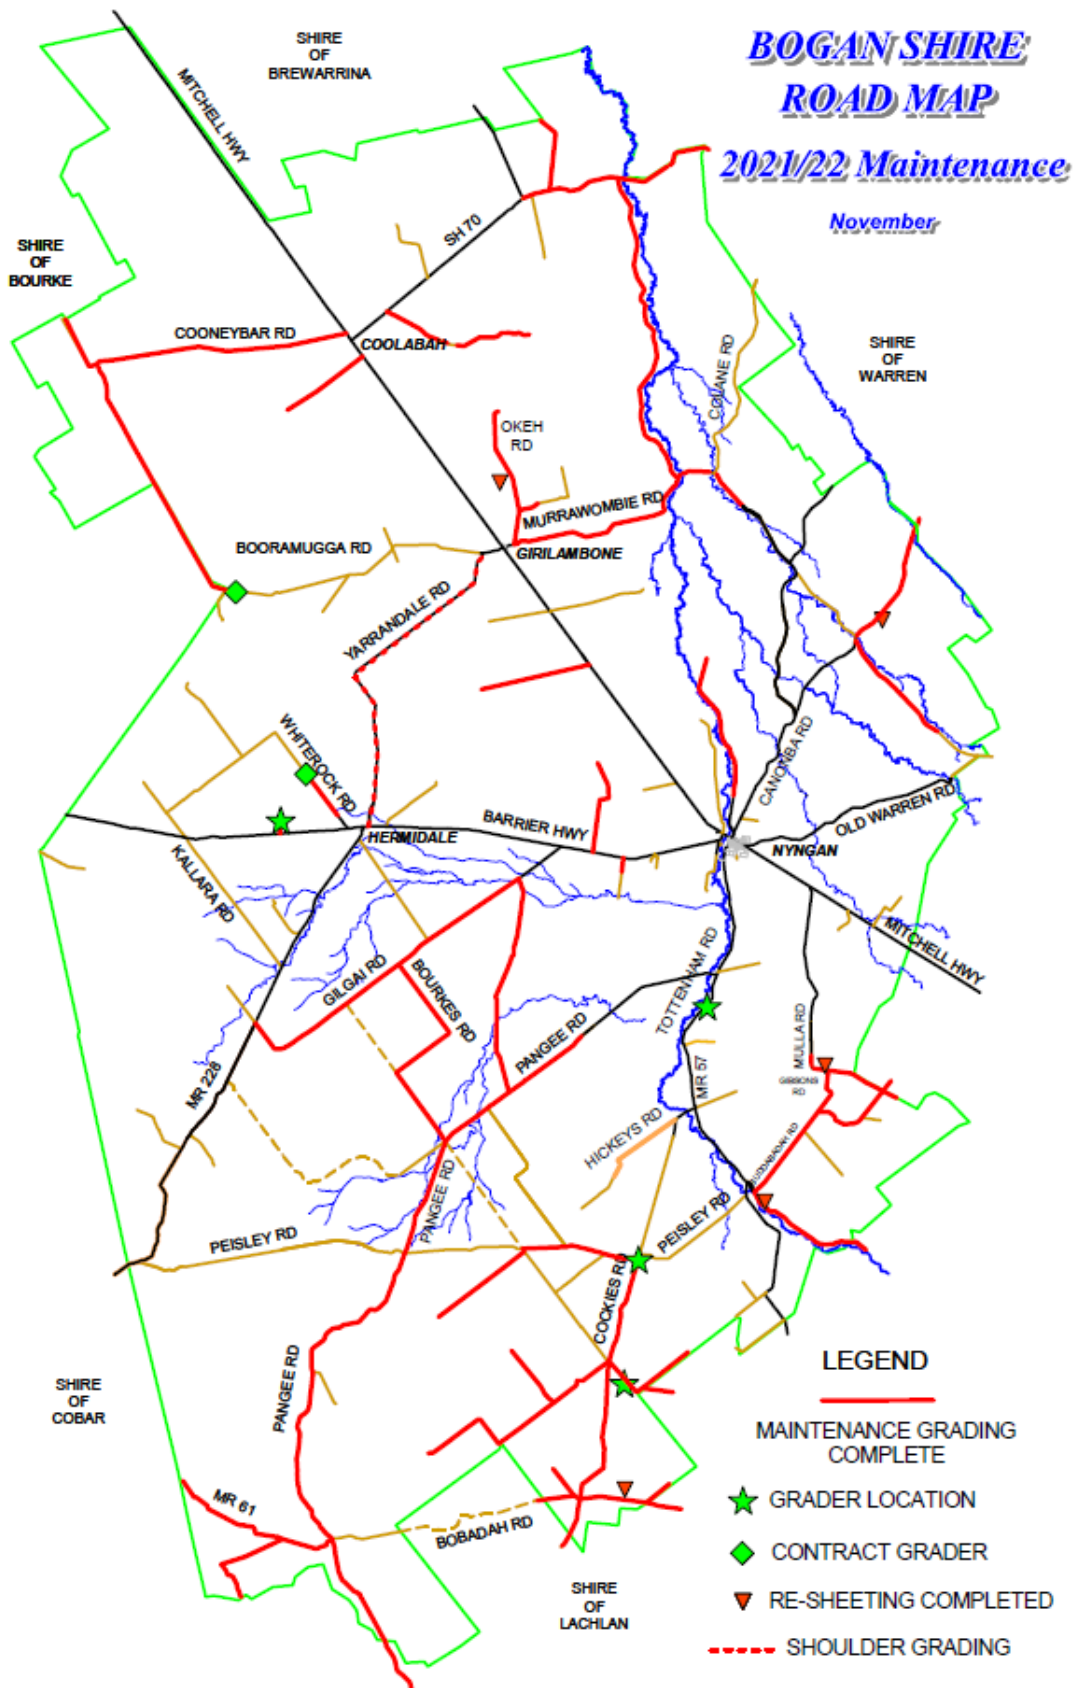 BOGAN SHIRE
ROAD MAP
2021/22 Maintenance
November
SHIRE
OF
BREWARRINA
MITCHELL HWY
SH 70
SHIRE
OF
BOURKE
COONEYBAR RD
COOLABAH
SHIRE
OF
WARREN
COLANE RD
OKEH
RD
MURRAWOMBIE RD
BOORAMUGGA RD
GIRILAMBONE
YARRANDALE RD
WHITEROCK RD
CANONBA RD
BARRIER HWY
OLD WARREN RD
HERMIDALE
NYNGAN
KALLARA RD
MITCHELL HWY
GILGAI RD
BOURKES RD
TOTTENHAM RD
PANGEE RD
MULLA RD
MR 228
MR 57
GIBBONS
RD
HICKEYS RD
BUDDABADAH RD
PANGEE RD
PEISLEY RD
PEISLEY RD
COCKIES RD
PANGEE RD
SHIRE
OF
COBAR
MR 61
BOBADAH RD
SHIRE
OF
LACHLAN
LEGEND
MAINTENANCE GRADING
COMPLETE
GRADER LOCATION
CONTRACT GRADER
RE-SHEETING COMPLETED
SHOULDER GRADING